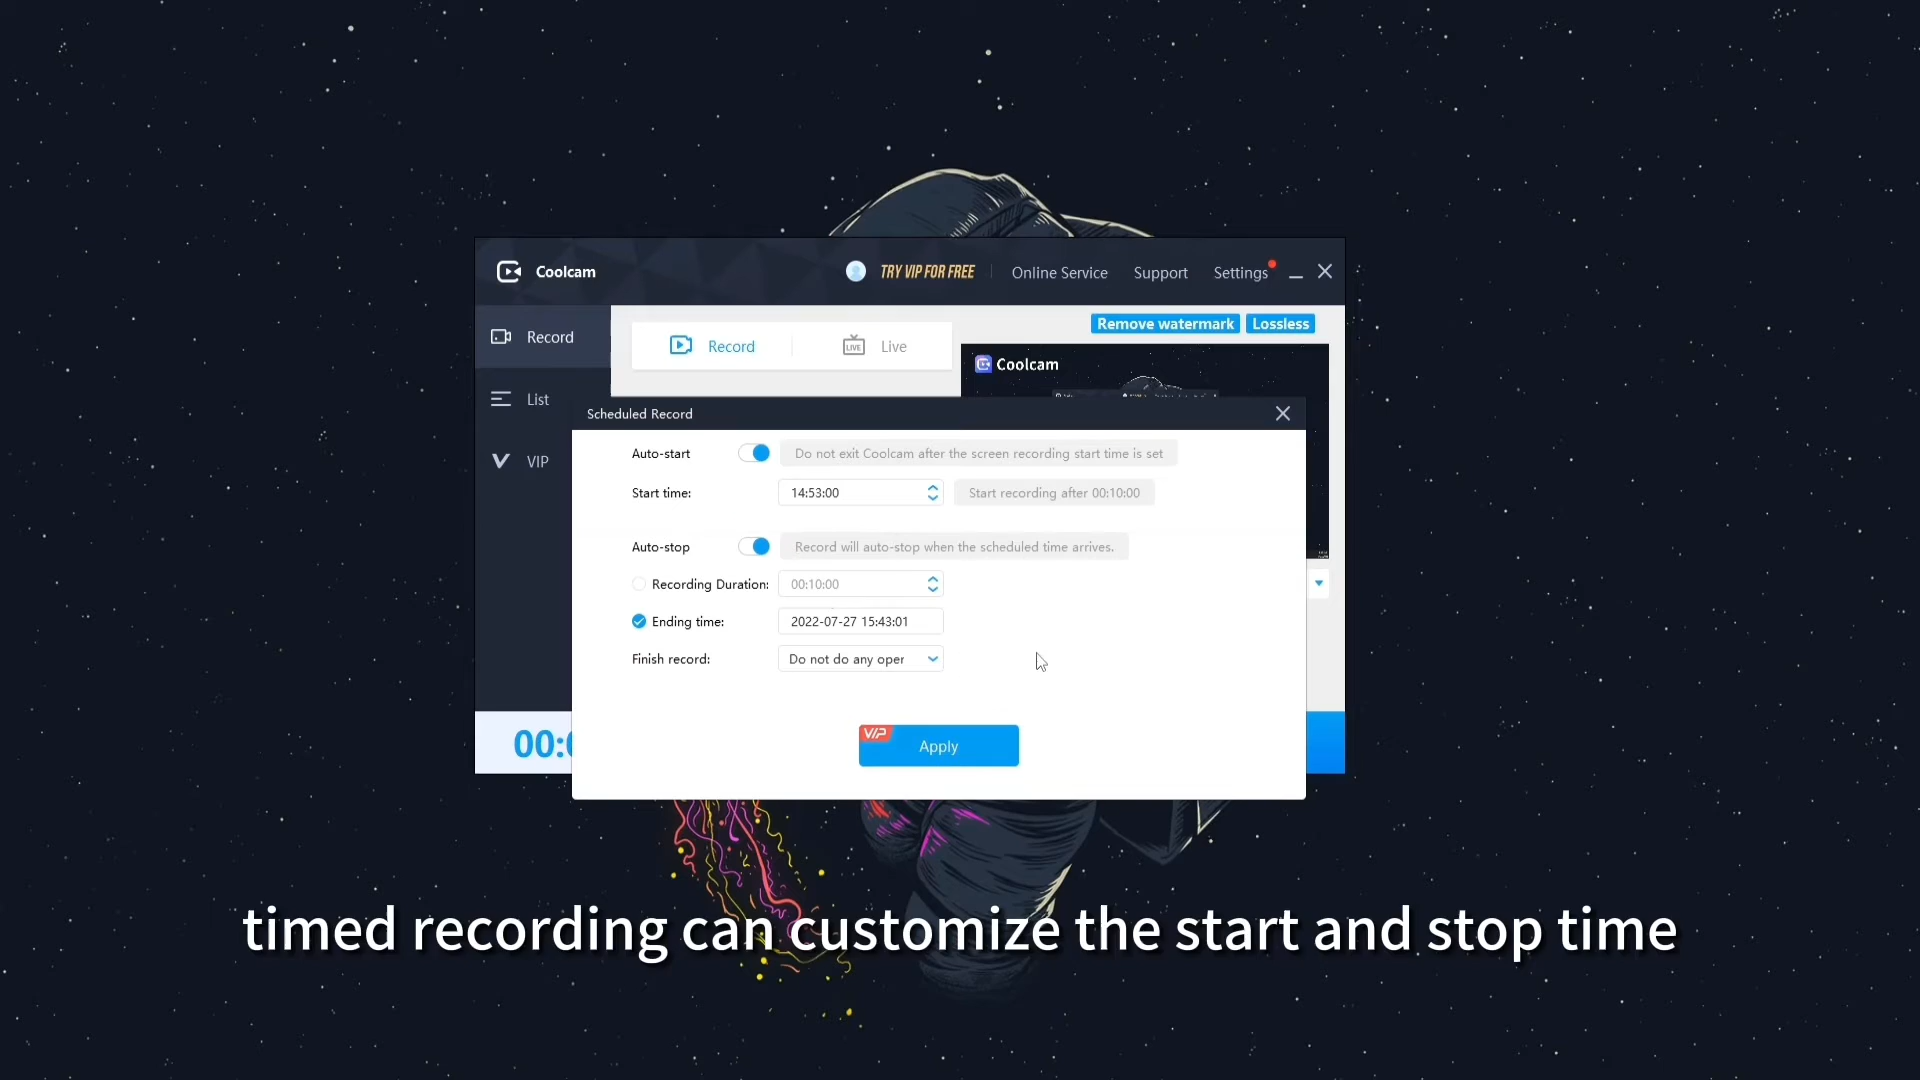 Coolcam
TRY VIP FOR FREE
Online Service
Support
Settings
Record
List
VIP
Record
Live
Remove watermark
Lossless
Coolcam
Scheduled Record
Auto-start
Do not exit Coolcam after the screen recording start time is set
Start time:
14:53:00
Start recording after 00:10:00
Auto-stop
Record will auto-stop when the scheduled time arrives.
Recording Duration:
00:10:00
Ending time:
2022-07-27 15:43:01
Finish record:
Do not do any oper
VIP
Apply
00:
timed recording can customize the start and stop time